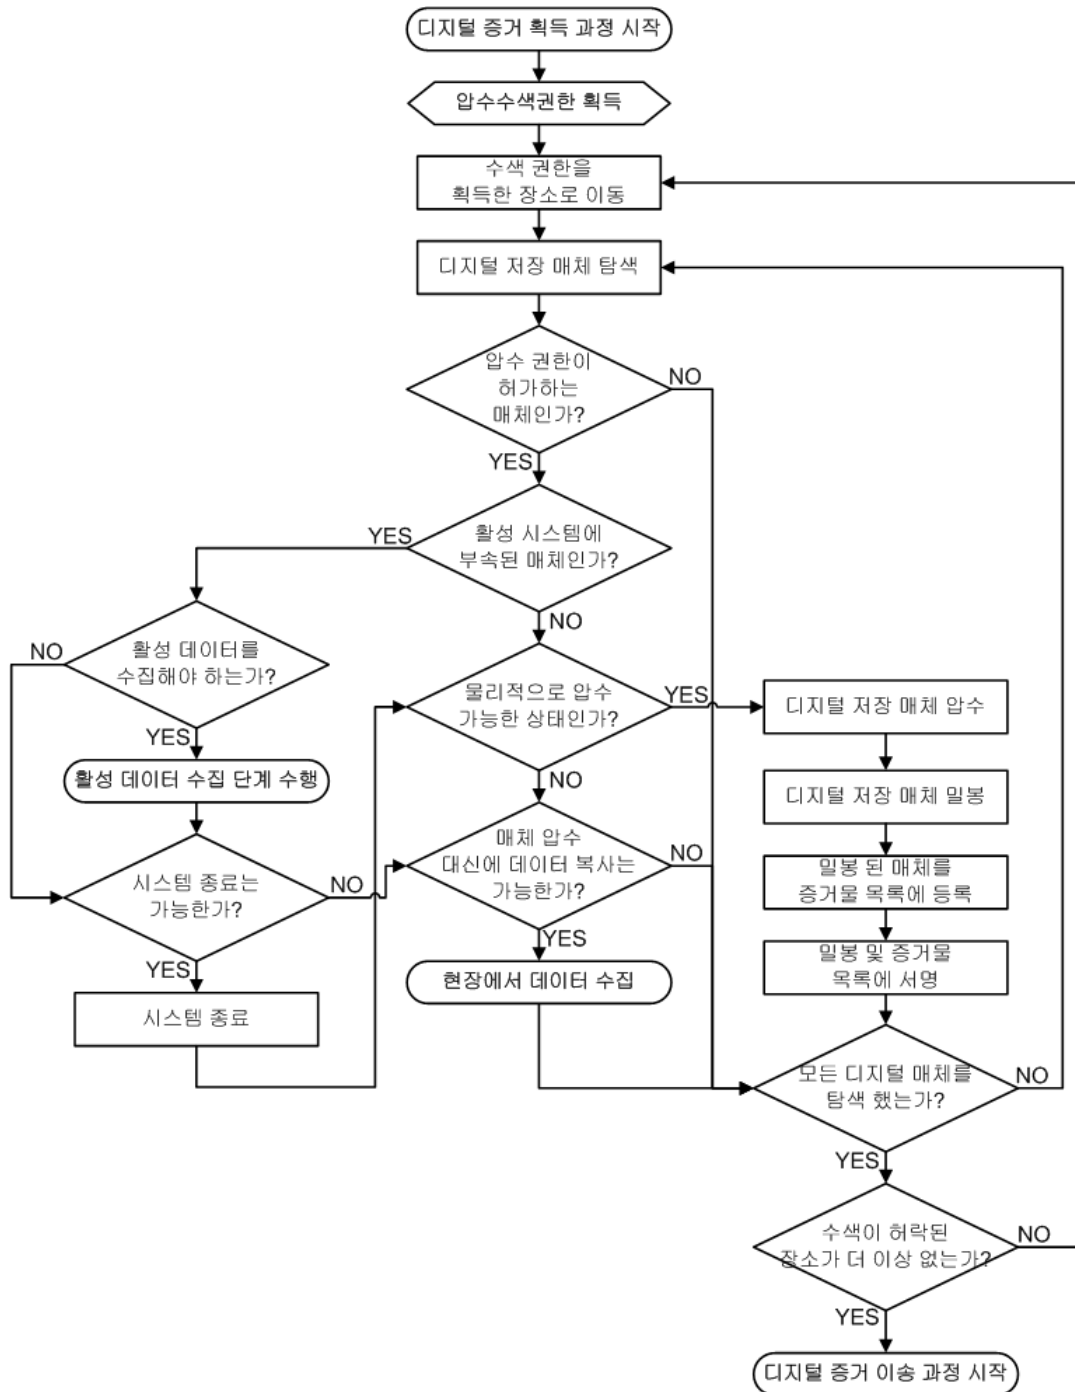 디지털 증거 획득 과정 시작
압수수색권한 획득
수색 권한을
획득한 장소로 이동
디지털 저장 매체 탐색
압수 권한이
허가하는
매체인가?
NO
YES
활성 시스템에
부속된 매체인가?
YES
NO
활성 데이터를
수집해야 하는가?
NO
YES
물리적으로 압수
가능한 상태인가?
YES
NO
디지털 저장 매체 압수
활성 데이터 수집 단계 수행
디지털 저장 매체 밀봉
매체 압수
대신에 데이터 복사는
가능한가?
NO
YES
밀봉 된 매체를
증거물 목록에 등록
시스템 종료는
가능한가?
NO
YES
밀봉 및 증거물
목록에 서명
현장에서 데이터 수집
시스템 종료
모든 디지털 매체를
탐색 했는가?
NO
YES
수색이 허락된
장소가 더 이상 없는가?
NO
YES
디지털 증거 이송 과정 시작